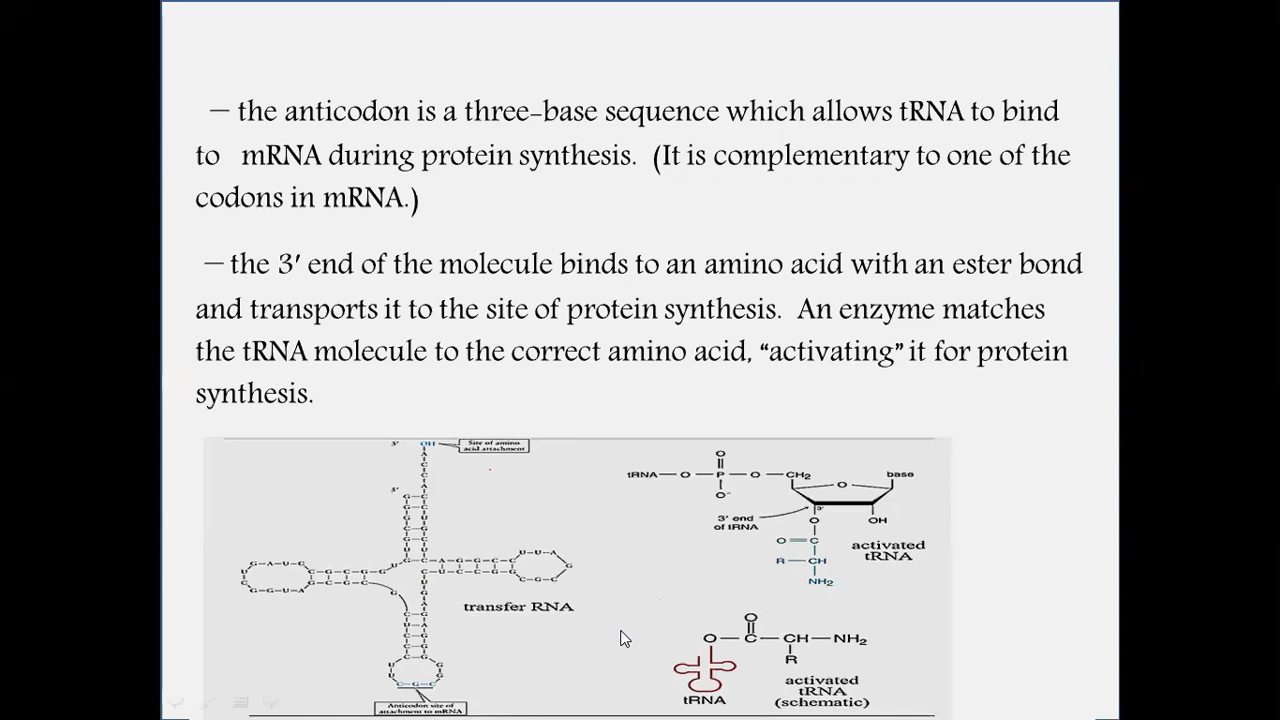 – the anticodon is a three-base sequence which allows tRNA to bind
to mRNA during protein synthesis. (It is complementary to one of the
codons in mRNA.)
– the 3' end of the molecule binds to an amino acid with an ester bond
and transports it to the site of protein synthesis. An enzyme matches
the tRNA molecule to the correct amino acid, “activating” it for protein
synthesis.
3' OH
Site of amino
acid attachment
5'
transfer RNA
Anticodon site of
attachment to mRNA
tRNA—O—P—O—CH2
O
O-
O
base
3' end
of tRNA
3'
O
OH
O=C
R—CH
NH2
activated
tRNA
O
O—C—CH—NH2
R
tRNA
activated
tRNA
(schematic)